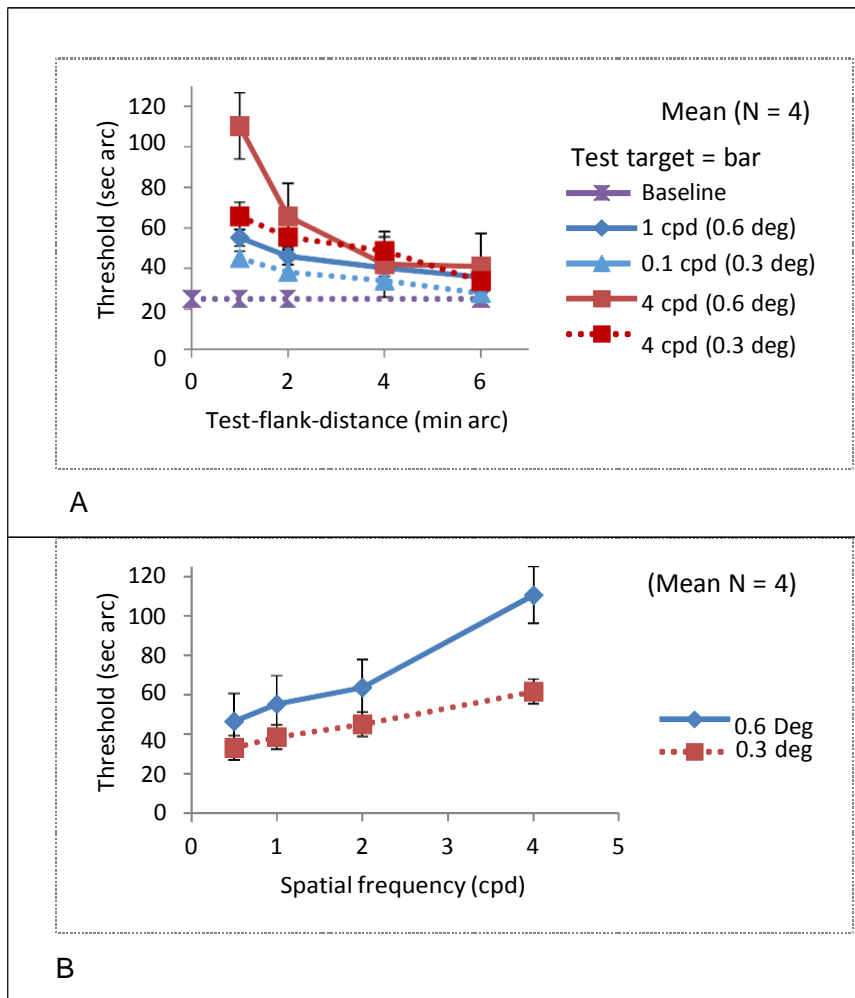 120
100
80
60
40
20
0
Threshold (sec arc)
0 2 4 6
Test-flank-distance (min arc)
Mean (N = 4)
Test target = bar
Baseline
1 cpd (0.6 deg)
0.1 cpd (0.3 deg)
4 cpd (0.6 deg)
4 cpd (0.3 deg)
A
120
100
80
60
40
20
0
Threshold (sec arc)
0 1 2 3 4 5
Spatial frequency (cpd)
(Mean N = 4)
0.6 Deg
0.3 deg
B